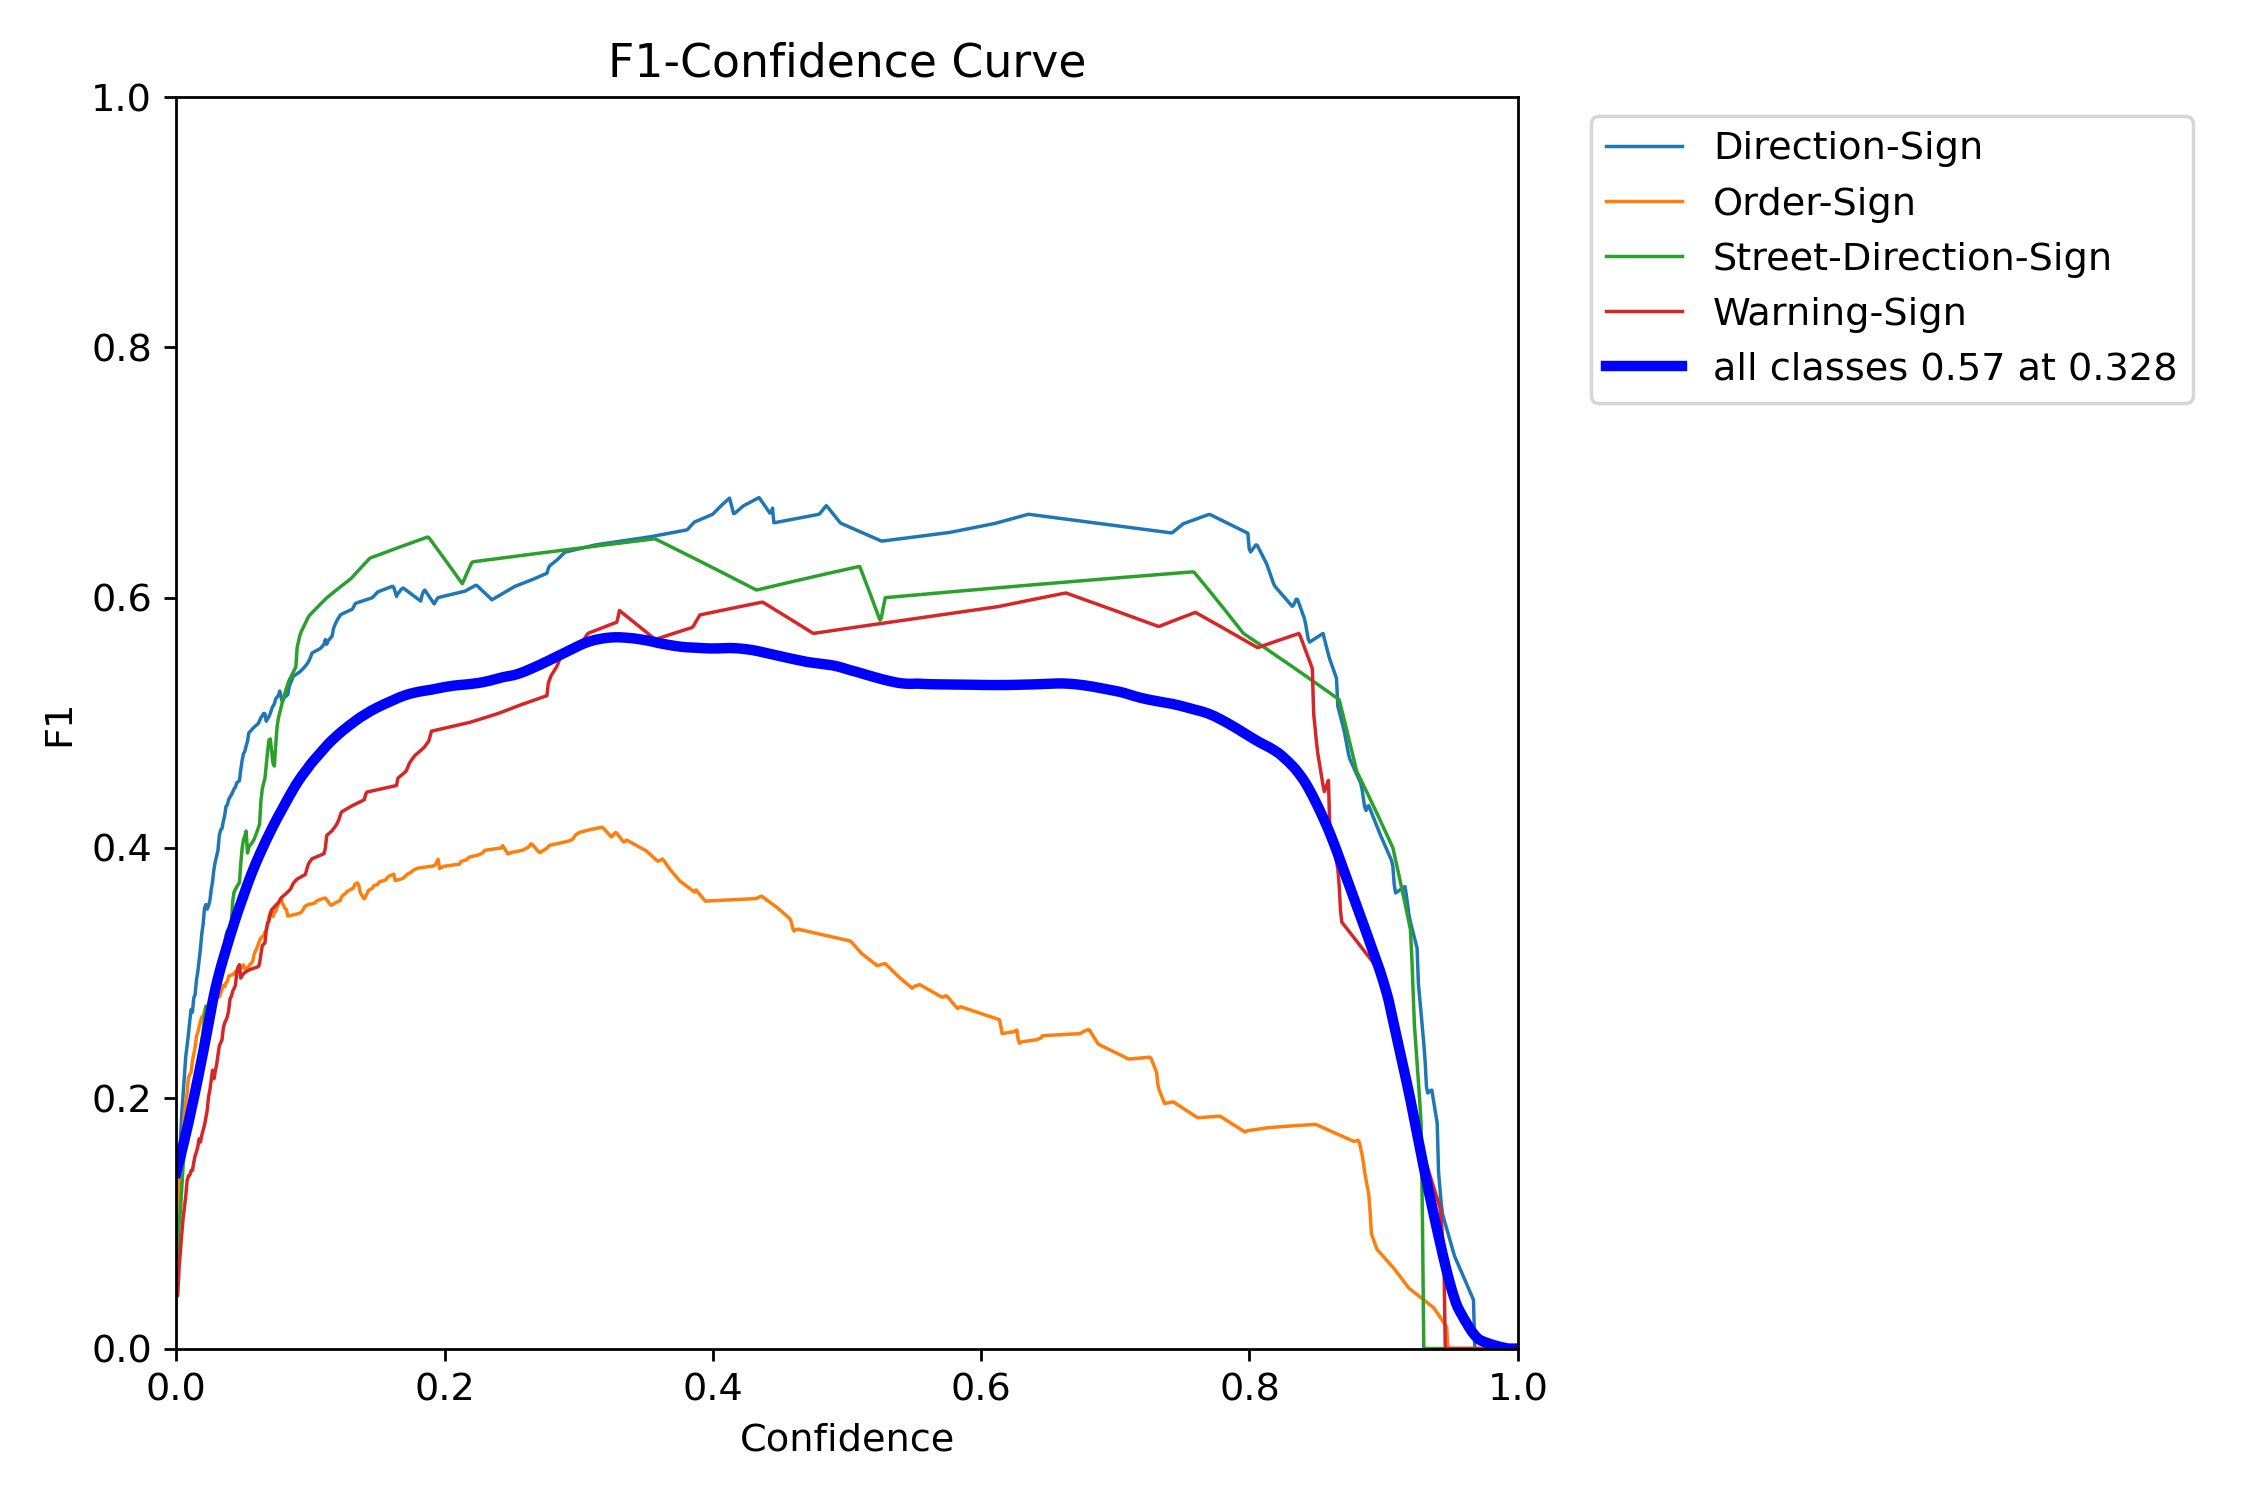 F1-Confidence Curve
1.0
0.8
0.6
0.4
0.2
0.0
F1
0.0 0.2 0.4 0.6 0.8 1.0
Confidence
Direction-Sign
Order-Sign
Street-Direction-Sign
Warning-Sign
all classes 0.57 at 0.328